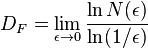 D_F = \lim_{\epsilon \to 0} \frac{\ln N(\epsilon)}{\ln(1/\epsilon)}